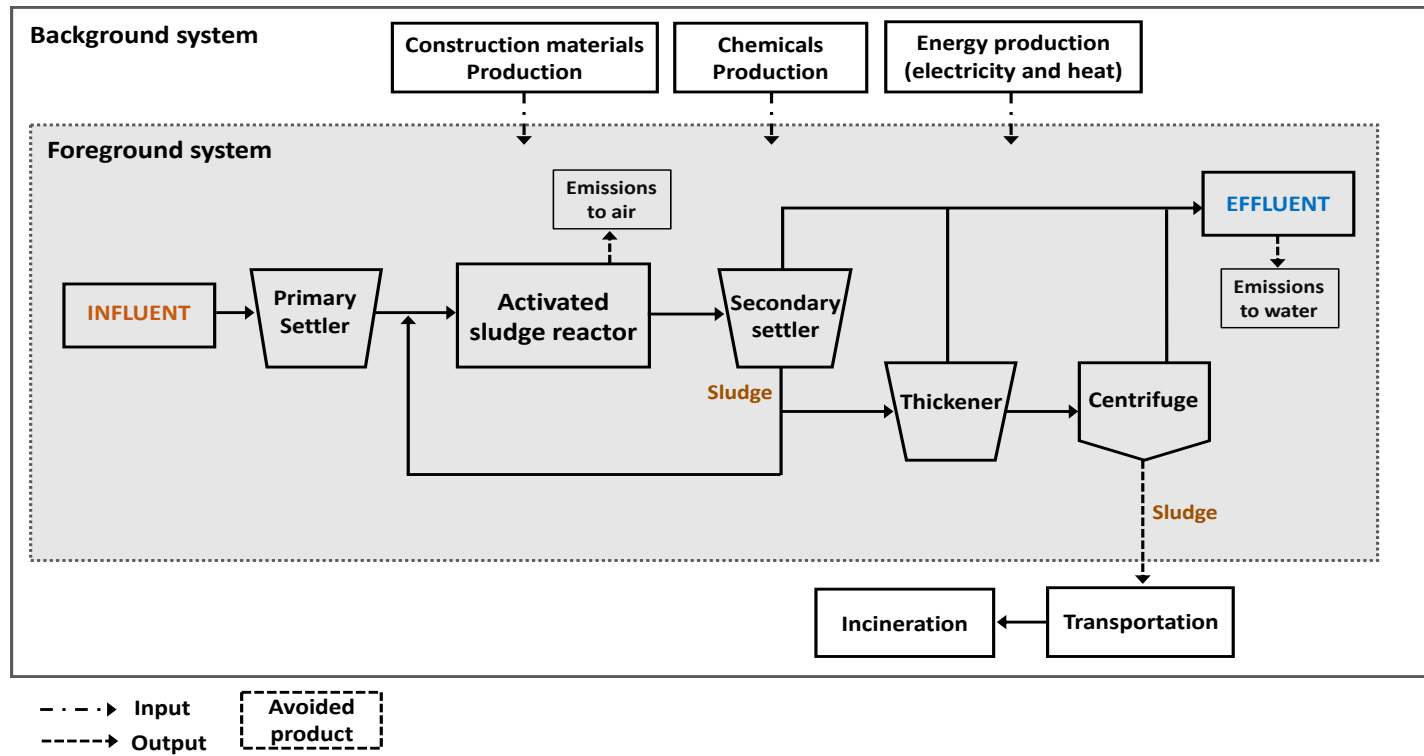 Background system
Construction materials
Production
Chemicals
Production
Energy production
(electricity and heat)
Foreground system
Emissions
to air
EFFLUENT
Emissions
to water
INFLUENT
Primary
Settler
Activated
sludge reactor
Secondary
settler
Sludge
Thickener
Centrifuge
Sludge
Incineration
Transportation
Input
Output
Avoided
product